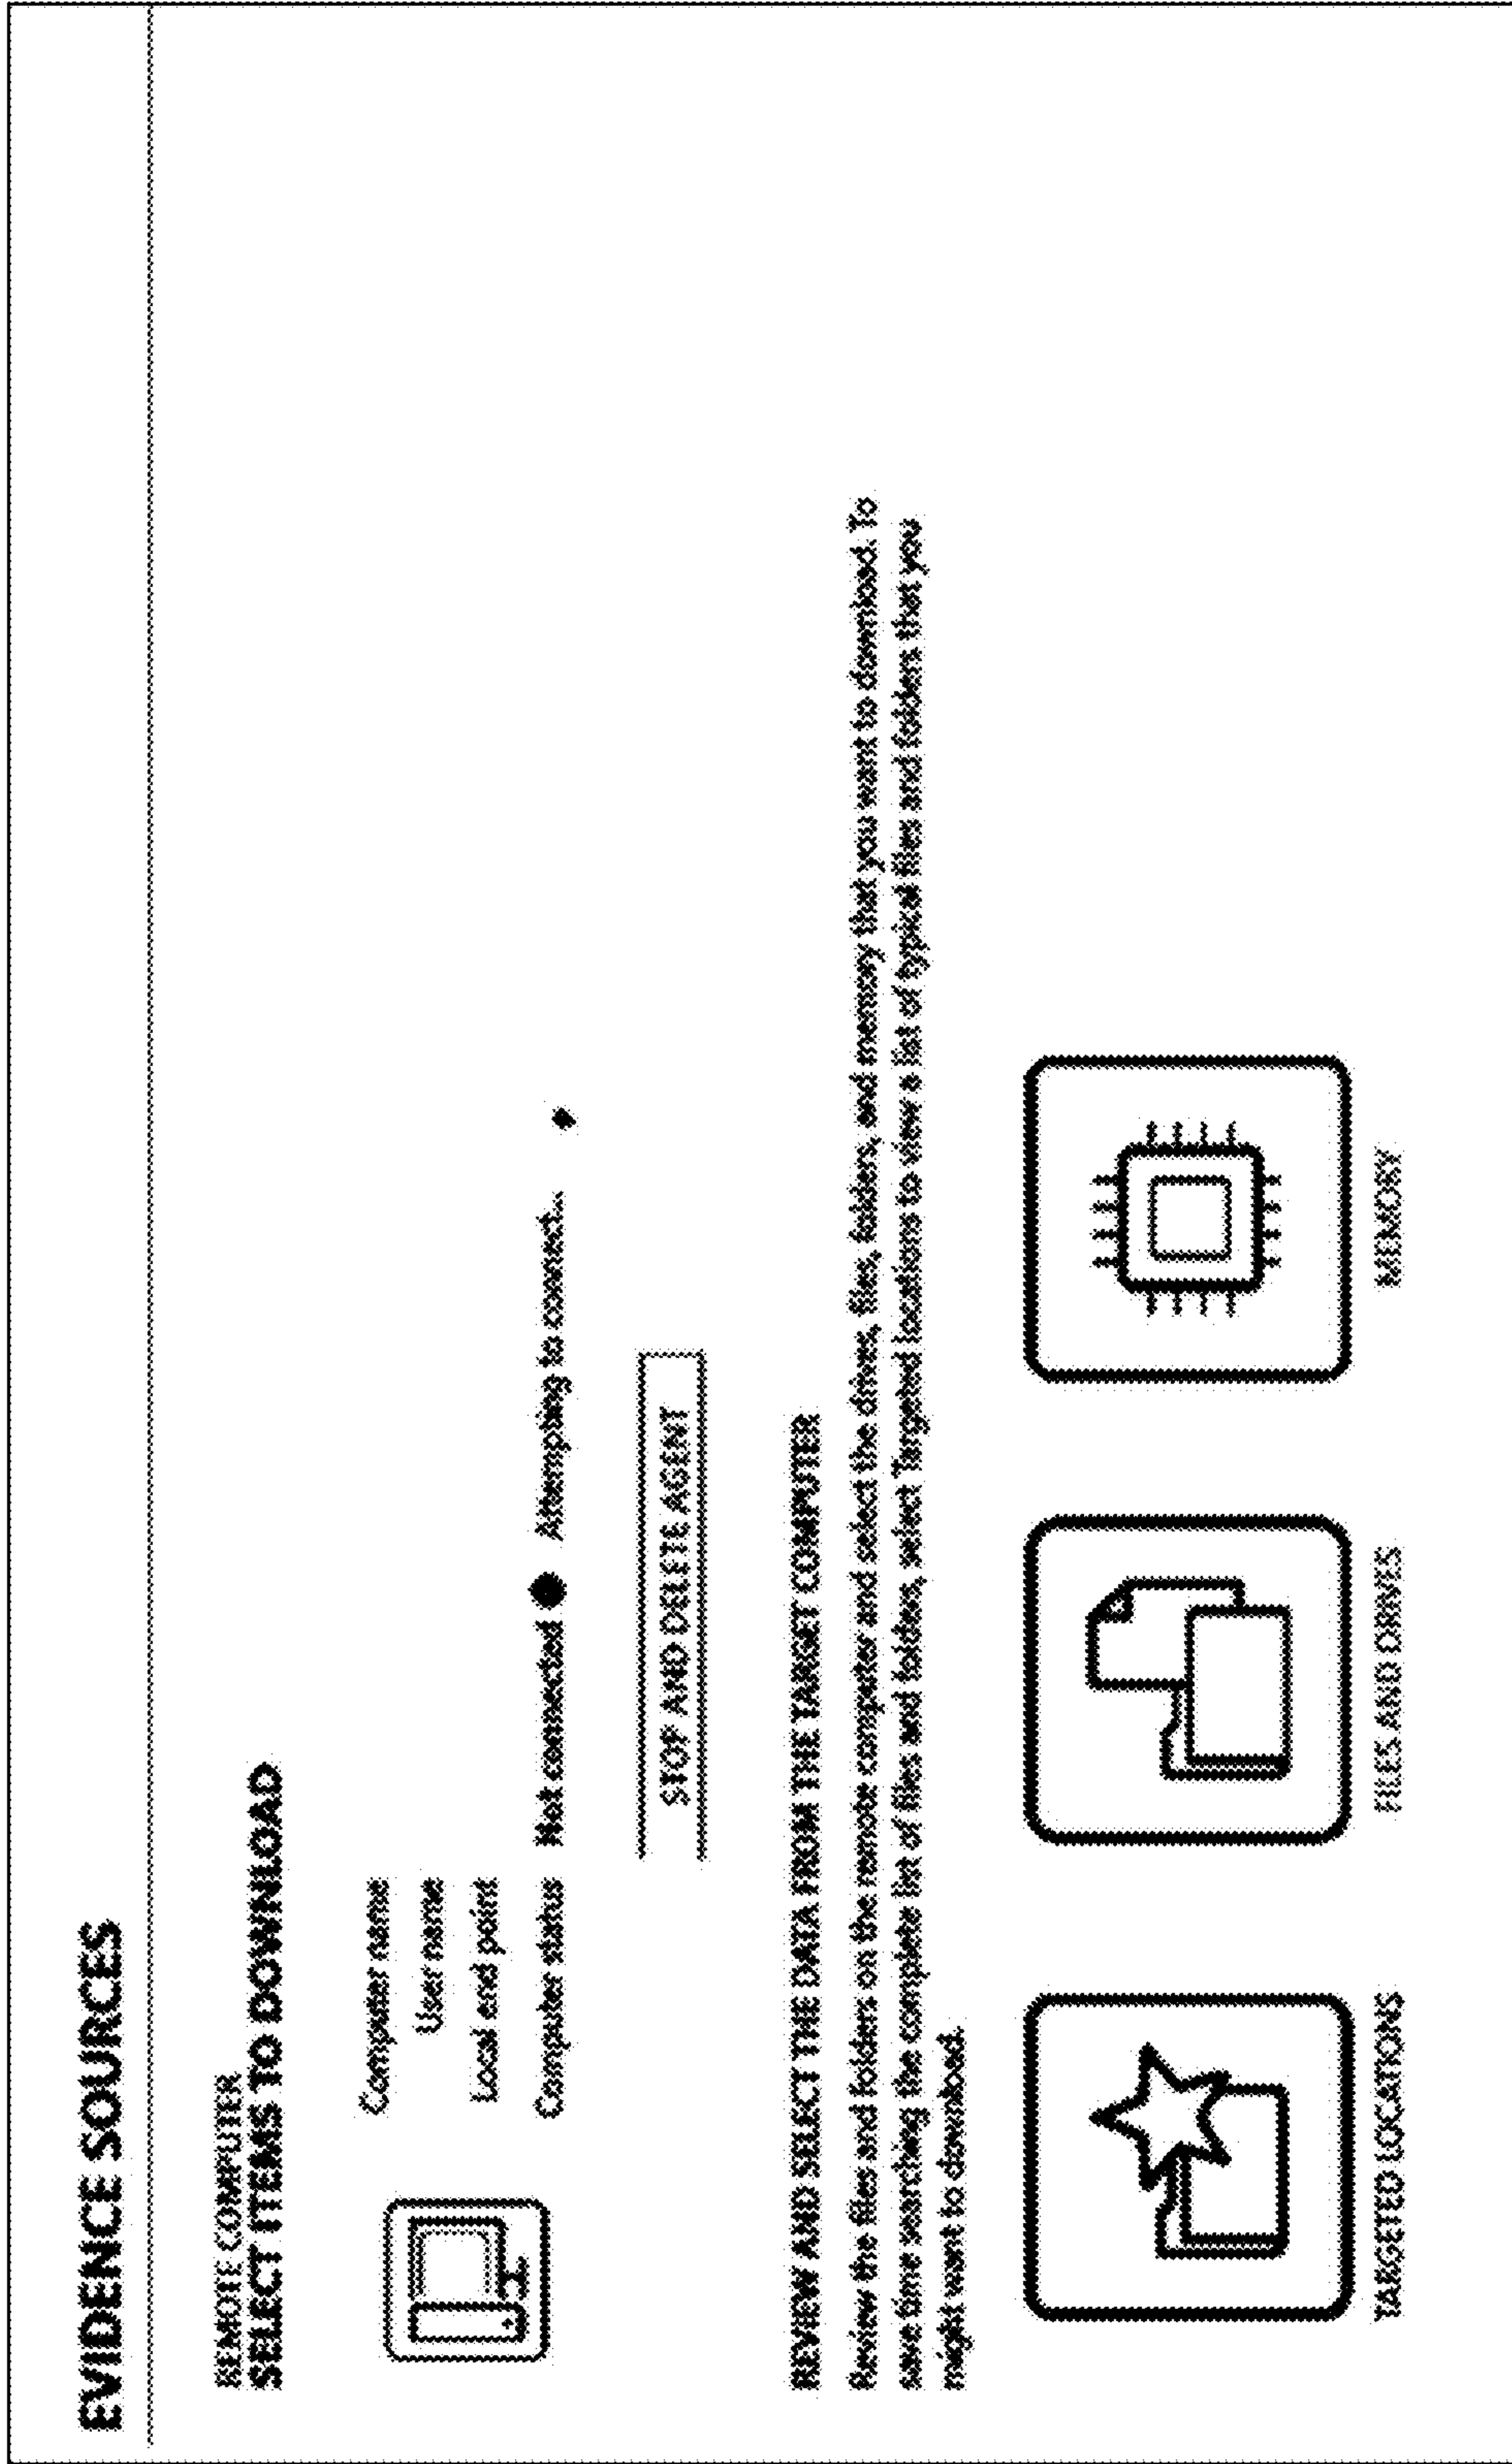 EVIDENCE SOURCES
REMOTE COMPUTER
SELECT ITEMS TO DOWNLOAD
Computer name
User name
Local end point
Computer status Not connected Attempting to connect...
STOP AND DELETE AGENT
REVIEW AND SELECT THE DATA FROM THE TARGET COMPUTER
Review the files and folders on the remote computer and select the drives, files, folders, and memory that you want to download. To
save time searching the complete list of files and folders, select Targeted locations to view a list of typical files and folders that you
might want to download.
TARGETED LOCATIONS
FILES AND DRIVES
MEMORY